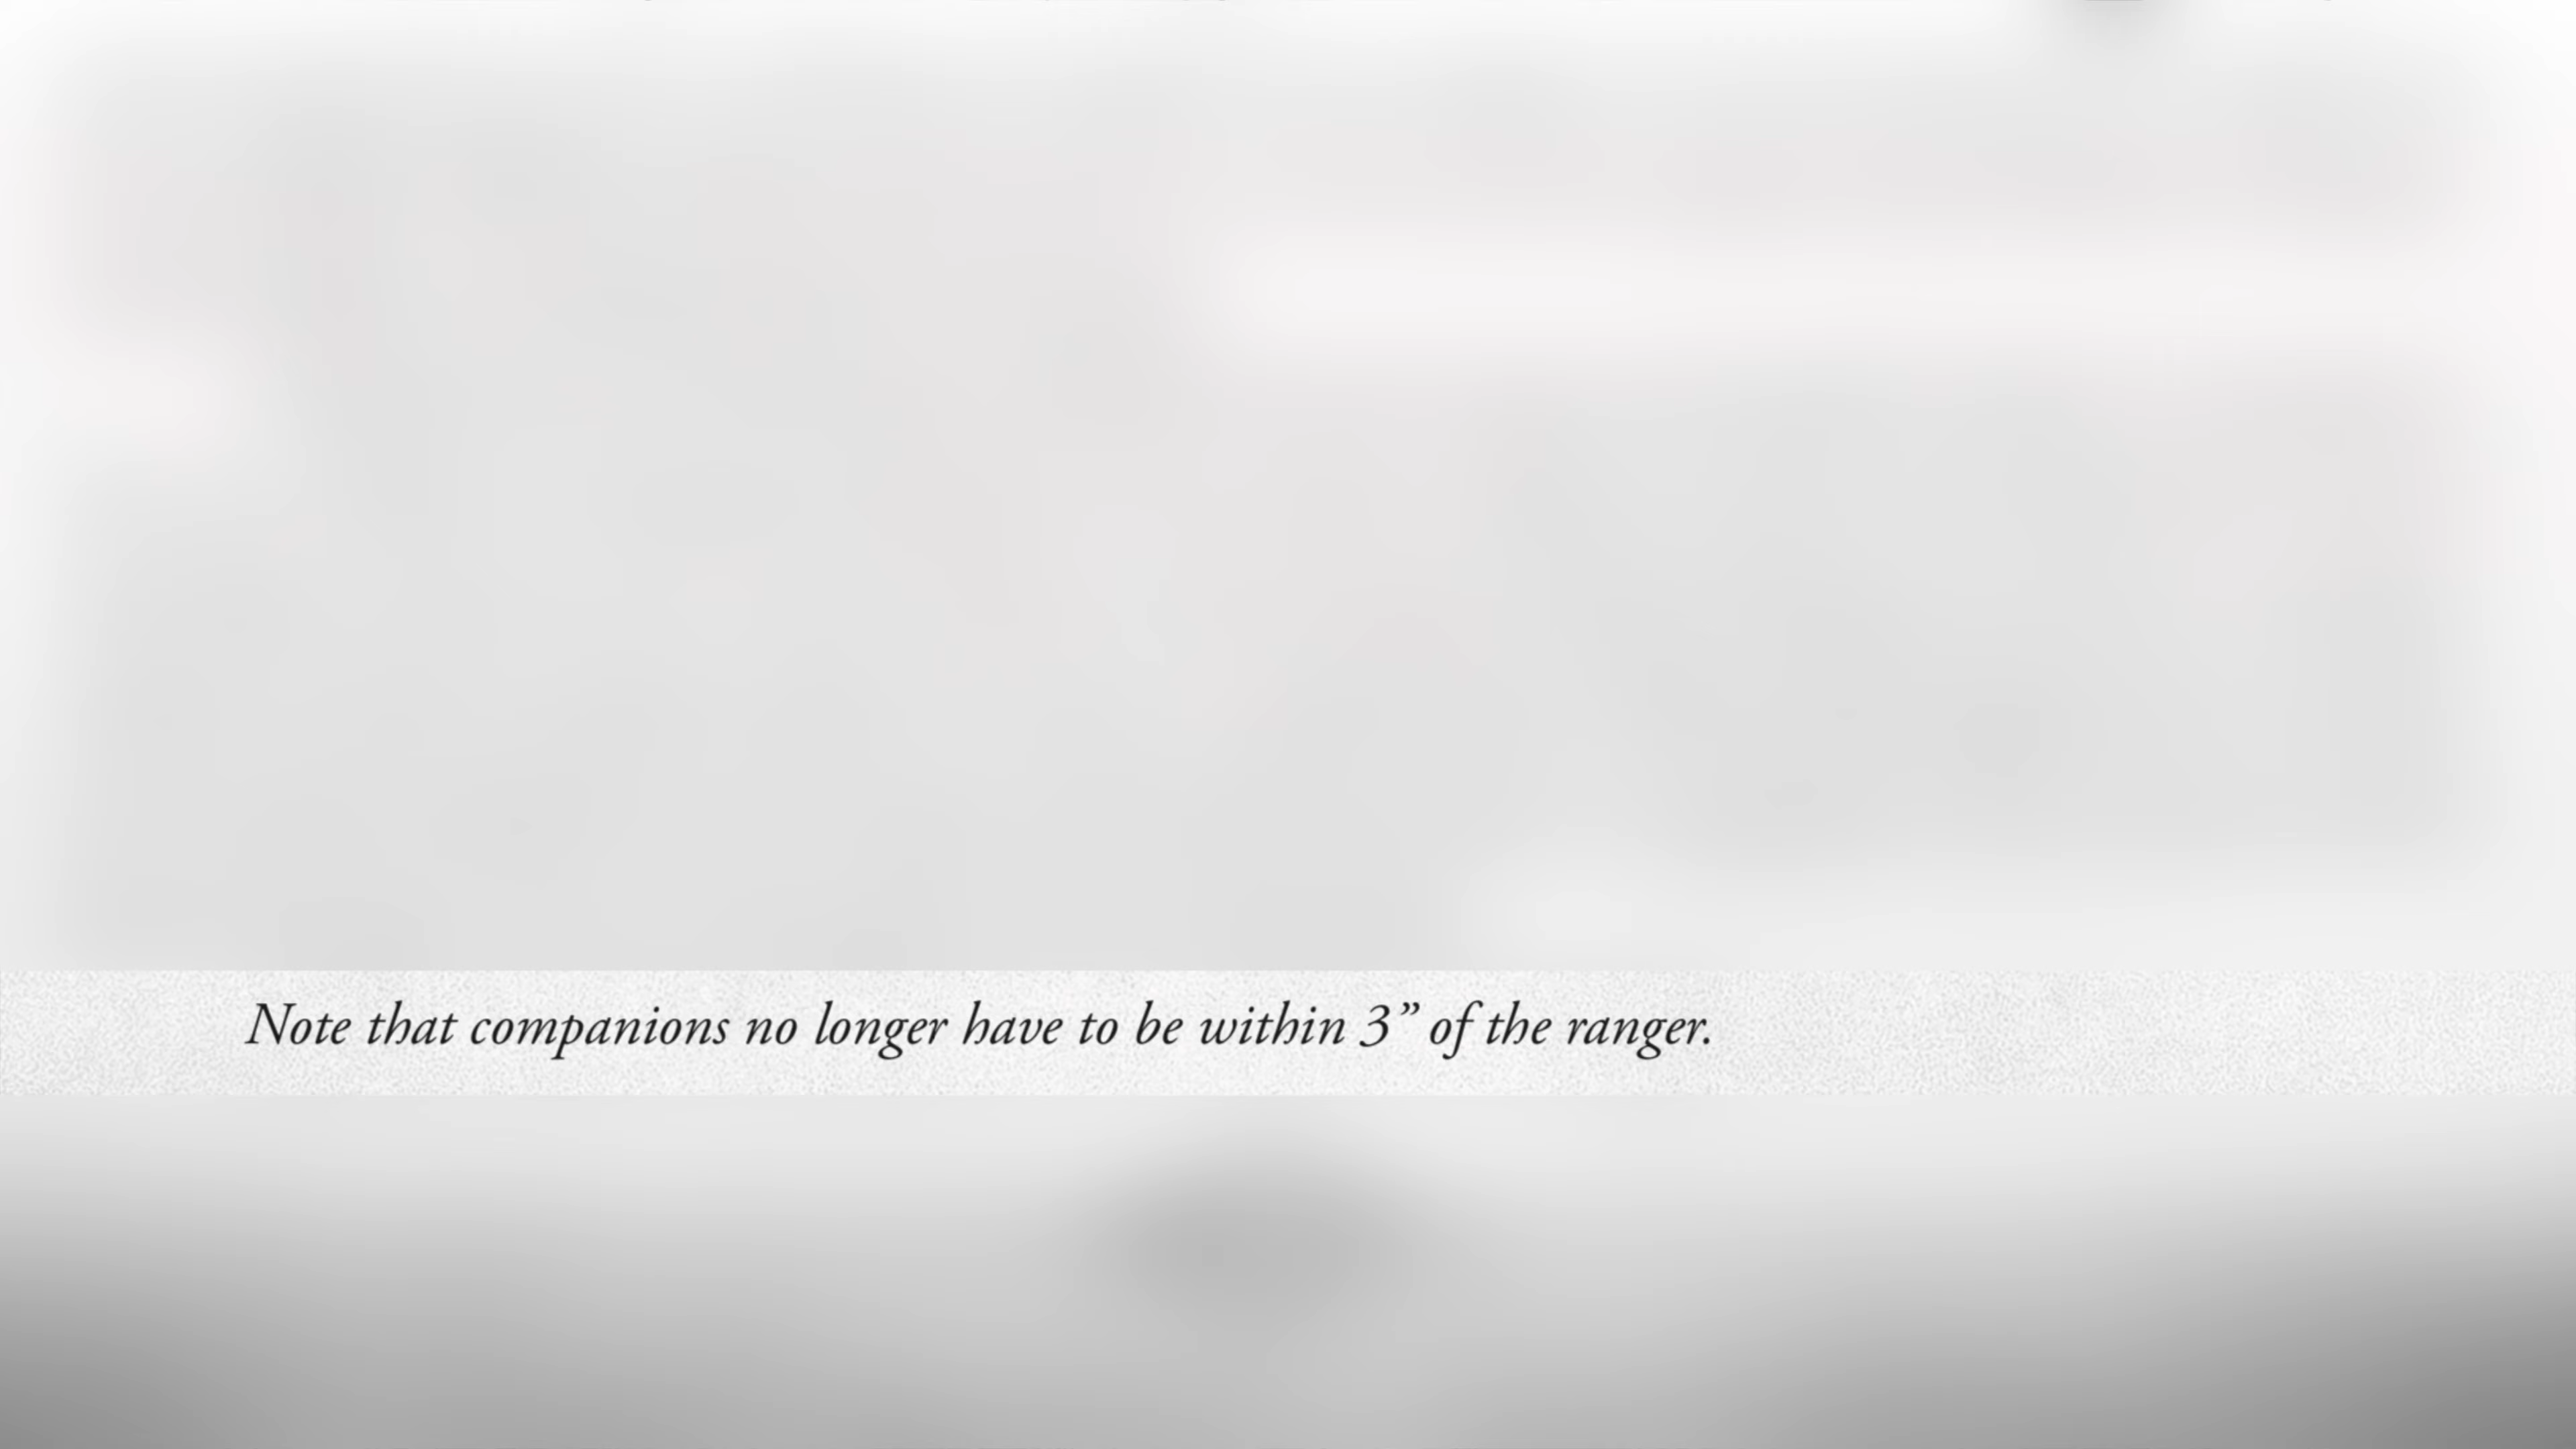 Note that companions no longer have to be within 3” of the ranger.